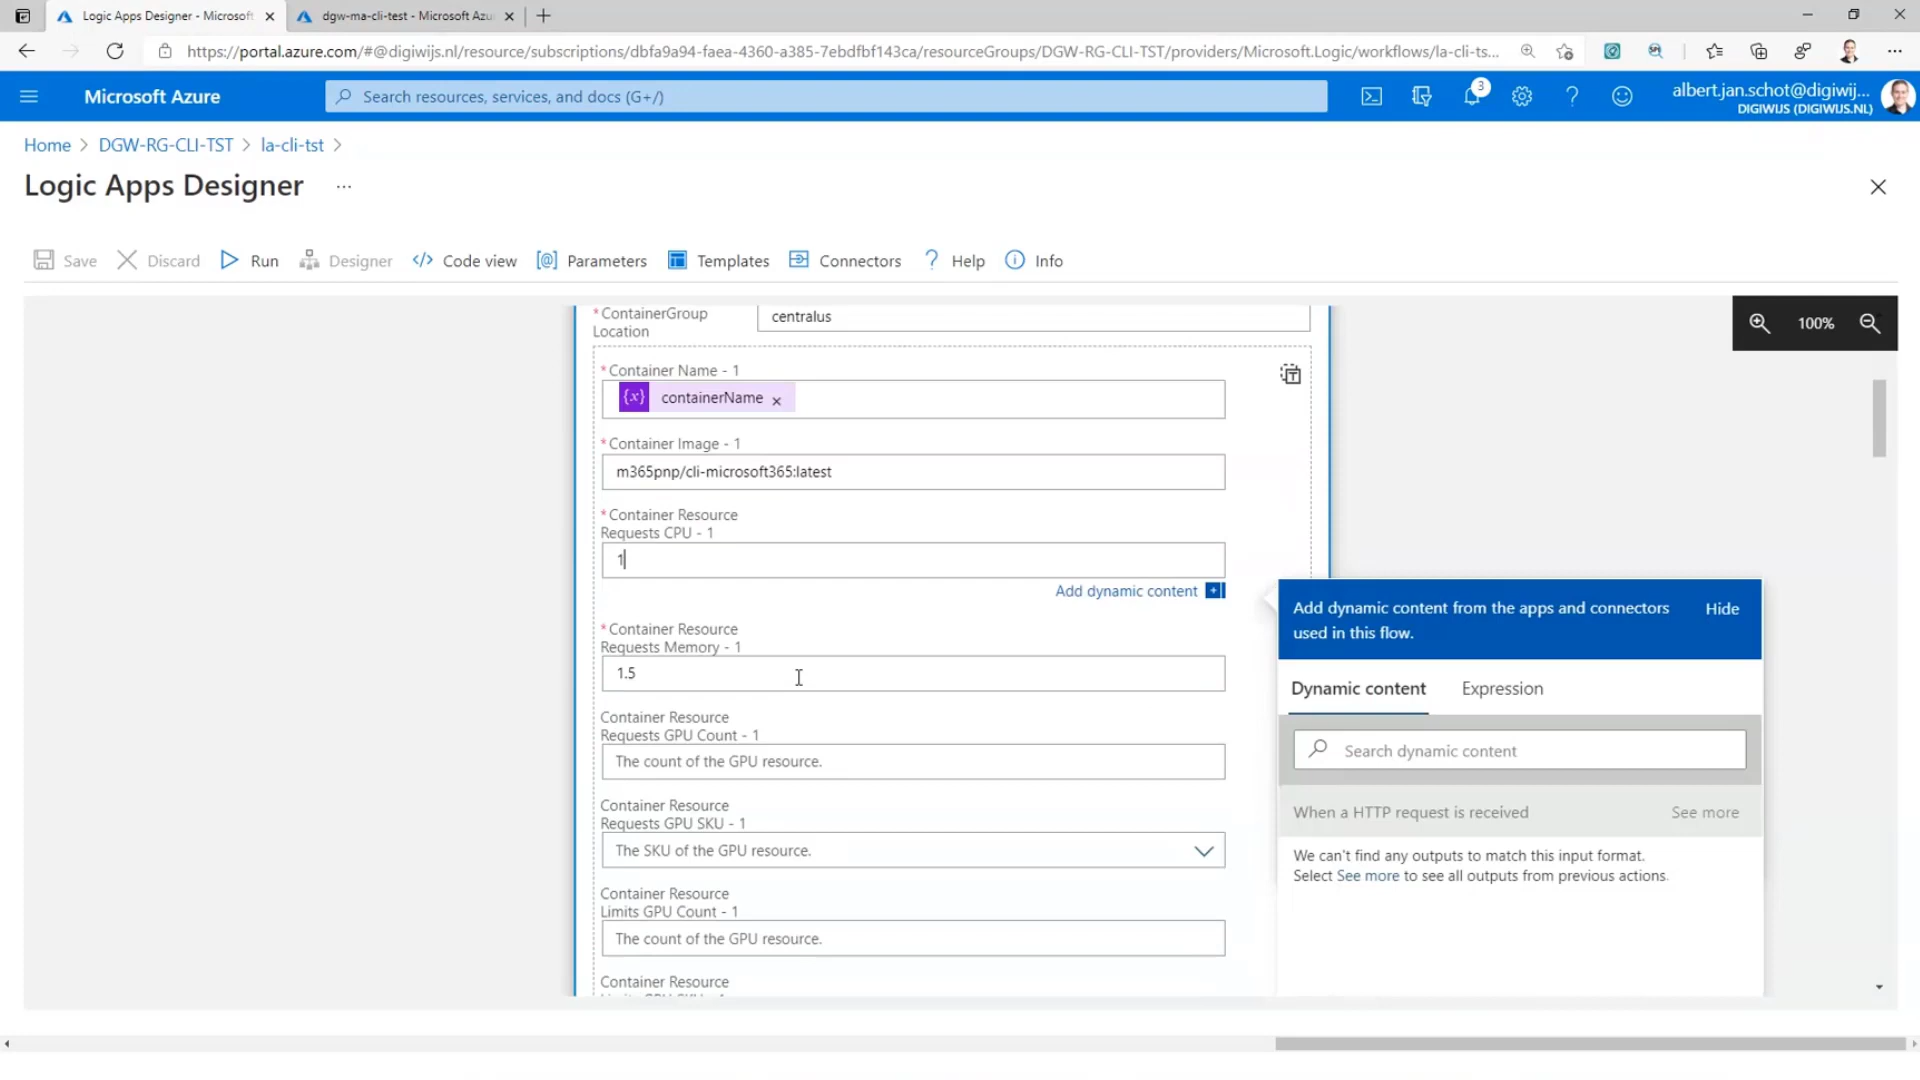 Logic Apps Designer - Microsoft
dgw-ma-cli-test - Microsoft Azu
https://portal.azure.com/#@digiwijs.nl/resource/subscriptions/dbfa9a94-faea-4360-a385-7ebdfbf143ca/resourceGroups/DGW-RG-CLI-TST/providers/Microsoft.Logic/workflows/la-cli-ts...
Microsoft Azure
Search resources, services, and docs (G+/)
3
albert.jan.schot@digiwij...
DIGIWIJS (DIGIWIJS.NL)
Home > DGW-RG-CLI-TST > la-cli-tst >
Logic Apps Designer ...
Save Discard Run Designer Code view Parameters Templates Connectors Help Info
100%
* ContainerGroup
Location
centralus
* Container Name - 1
{x} containerName ×
* Container Image - 1
m365pnp/cli-microsoft365:latest
* Container Resource
Requests CPU - 1
1
Add dynamic content
* Container Resource
Requests Memory - 1
1.5
Container Resource
Requests GPU Count - 1
The count of the GPU resource.
Container Resource
Requests GPU SKU - 1
The SKU of the GPU resource.
Container Resource
Limits GPU Count - 1
The count of the GPU resource.
Container Resource
Add dynamic content from the apps and connectors
used in this flow.
Hide
Dynamic content
Expression
Search dynamic content
When a HTTP request is received
See more
We can't find any outputs to match this input format.
Select See more to see all outputs from previous actions.